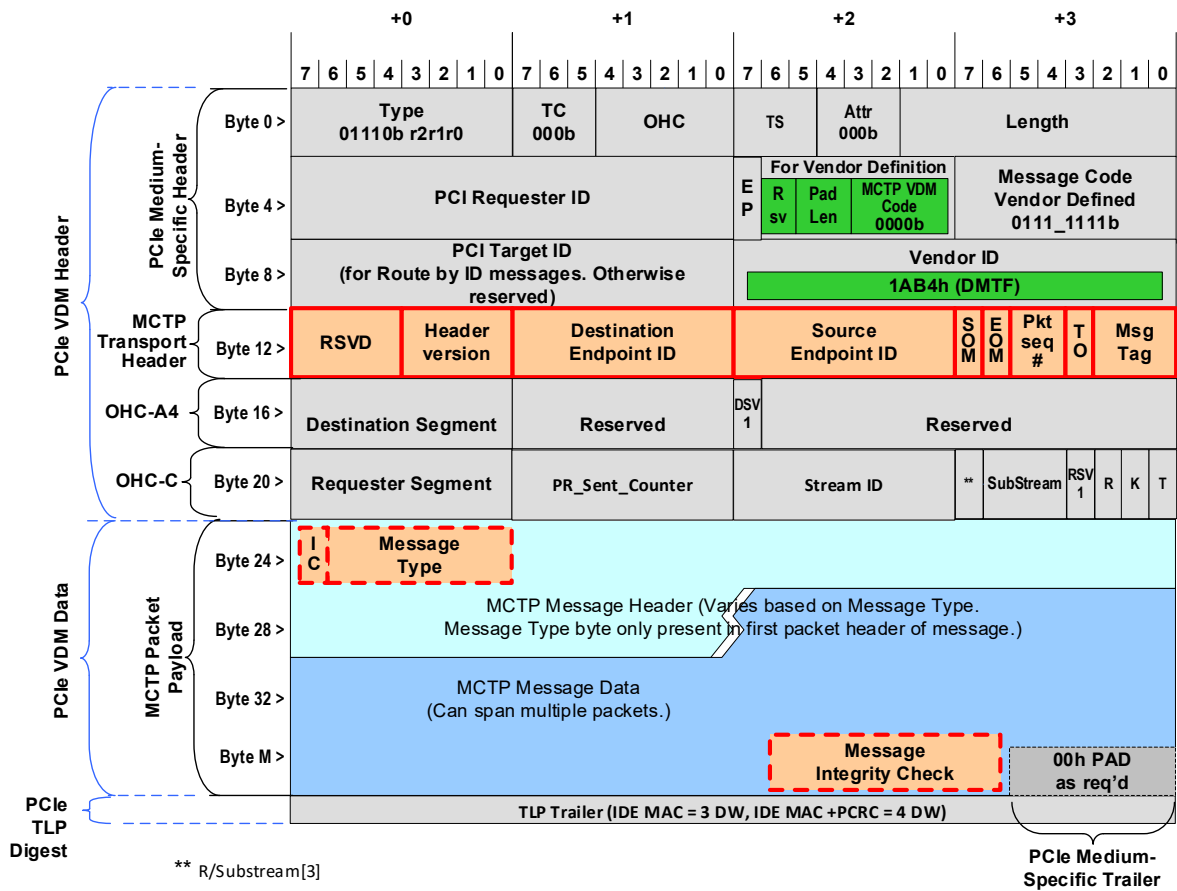 +0 +1 +2 +3
7 6 5 4 3 2 1 0 7 6 5 4 3 2 1 0 7 6 5 4 3 2 1 0 7 6 5 4 3 2 1 0
PCIe VDM Header
PCIe Medium-
Specific Header
Byte 0 >
Type
01110b r2r1r0
TC
000b
OHC
TS
Attr
000b
Length
Byte 4 >
PCI Requester ID
E
P
For Vendor Definition
R
sv
Pad
Len
MCTP VDM
Code
0000b
Message Code
Vendor Defined
0111_1111b
Byte 8 >
PCI Target ID
(for Route by ID messages. Otherwise
reserved)
Vendor ID
1AB4h (DMTF)
MCTP
Transport
Header
Byte 12 >
RSVD
Header
version
Destination
Endpoint ID
Source
Endpoint ID
S
O
M
E
O
M
Pkt
seq
#
T
O
Msg
Tag
OHC-A4
Byte 16 >
Destination Segment
Reserved
DSV
1
Reserved
OHC-C
Byte 20 >
Requester Segment
PR_Sent_Counter
Stream ID
**
SubStream
RSV
1
R
K
T
PCIe VDM Data
MCTP Packet
Payload
Byte 24 >
I
C
Message
Type
Byte 28 >
MCTP Message Header (Varies based on Message Type.
Message Type byte only present in first packet header of message.)
Byte 32 >
MCTP Message Data
(Can span multiple packets.)
Byte M >
Message
Integrity Check
00h PAD
as req’d
PCIe
TLP
Digest
TLP Trailer (IDE MAC = 3 DW, IDE MAC +PCRC = 4 DW)
** R/Substream[3]
PCIe Medium-
Specific Trailer